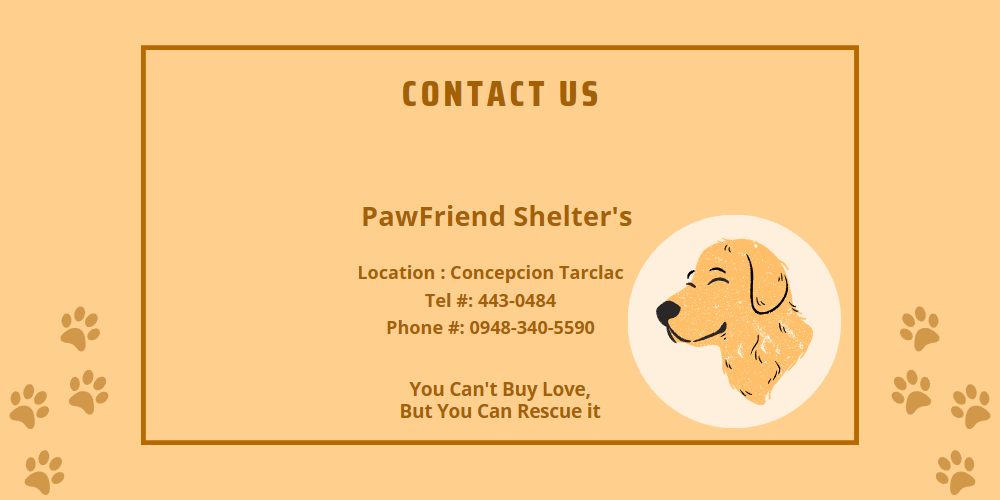 CONTACT US
PawFriend Shelter's
Location : Concepcion Tarclac
Tel #: 443-0484
Phone #: 0948-340-5590
You Can't Buy Love,
But You Can Rescue it